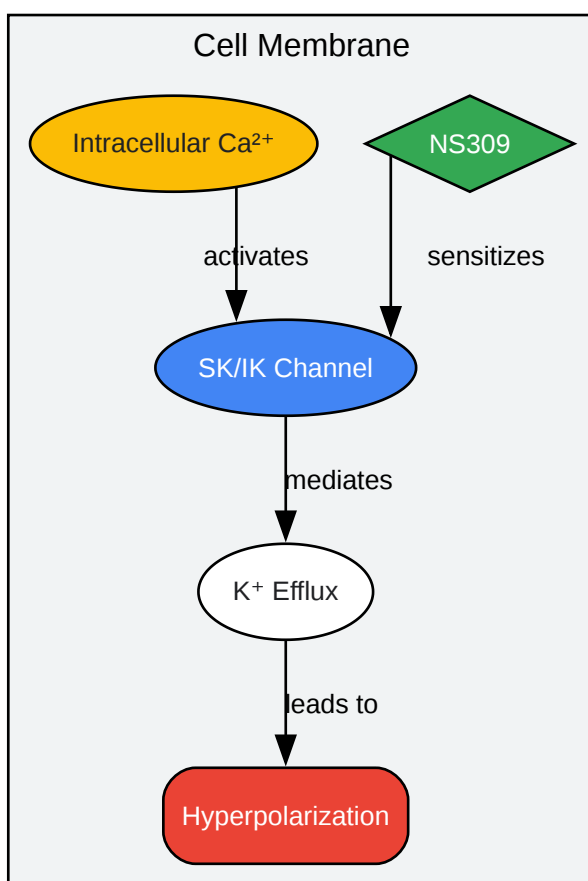 Cell Membrane
Intracellular Ca²⁺
NS309
activates
sensitizes
SK/IK Channel
mediates
K⁺ Efflux
leads to
Hyperpolarization